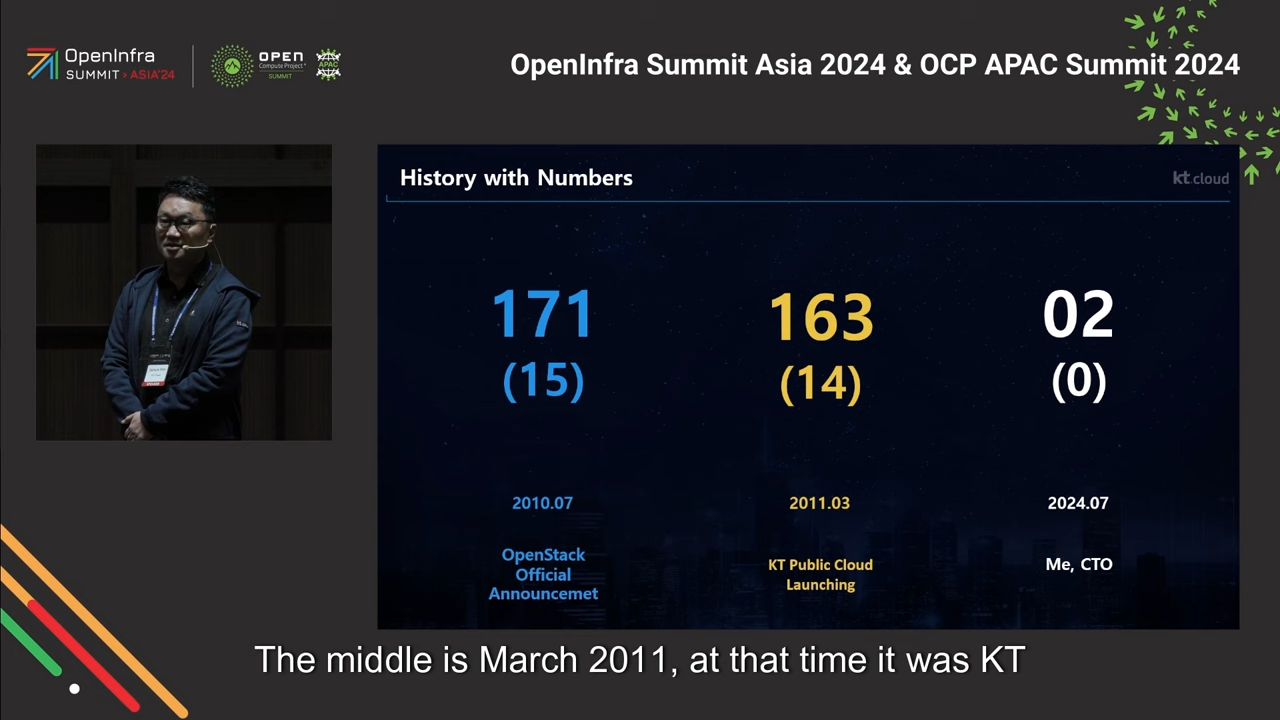 OpenInfra
SUMMIT ASIA'24
OPEN
Compute Project®
SUMMIT
APAC
OpenInfra Summit Asia 2024 & OCP APAC Summit 2024
History with Numbers
kt cloud
171
(15)
163
(14)
02
(0)
2010.07
2011.03
2024.07
OpenStack
Official
Announcemet
KT Public Cloud
Launching
Me, CTO
The middle is March 2011, at that time it was KT